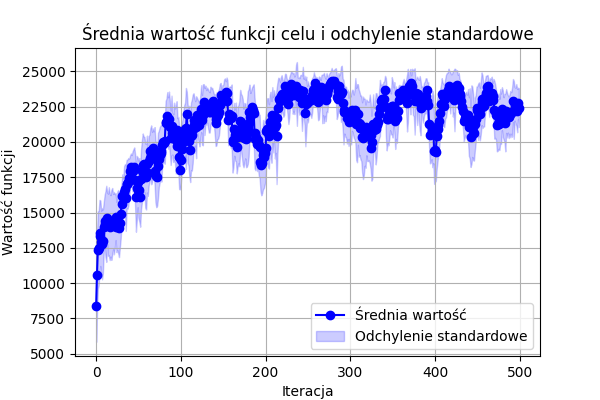 Średnia wartość funkcji celu i odchylenie standardowe
Wartość funkcji
25000
22500
20000
17500
15000
12500
10000
7500
5000
0 100 200 300 400 500
Iteracja
Średnia wartość
Odchylenie standardowe